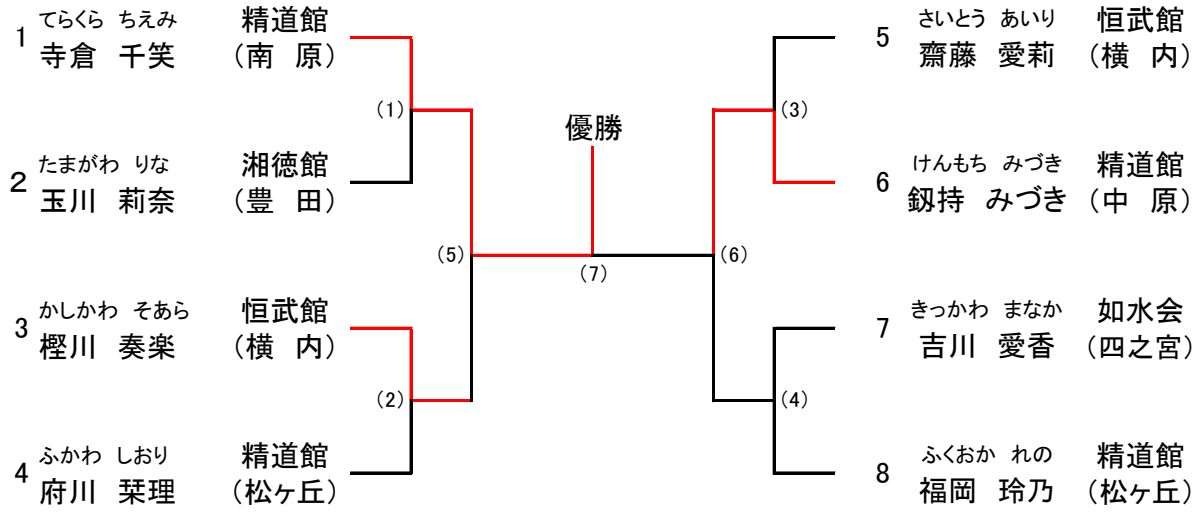 1 てらくら ちえみ 精道館
寺倉 千笑 （南 原）
（1）
2 たまがわ りな 湘徳館
玉川 莉奈 （豊 田）
（5）
3 かしかわ そあら 恒武館
樫川 奏楽 （横 内）
（2）
4 ふかわ しおり 精道館
府川 栞理 （松ヶ丘）
優勝
（7）
5 さいとう あいり 恒武館
齋藤 愛莉 （横 内）
（3）
6 けんもち みづき 精道館
釼持 みづき （中 原）
（6）
7 きっかわ まなか 如水会
吉川 愛香 （四之宮）
（4）
8 ふくおか れの 精道館
福岡 玲乃 （松ヶ丘）